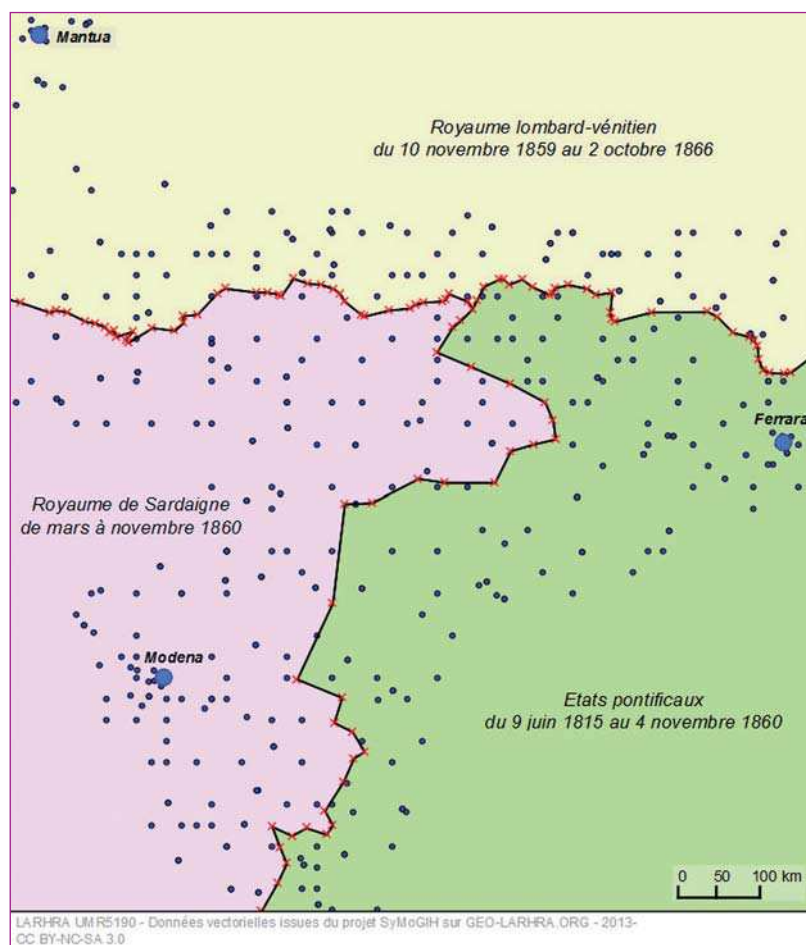 Mantua
Royaume lombard-vénitien
du 10 novembre 1859 au 2 octobre 1866
Ferrara
Royaume de Sardaigne
de mars à novembre 1860
Modena
Etats pontificaux
du 9 juin 1815 au 4 novembre 1860
0 50 100 km
LARHRA UMR5190 - Données vectorielles issues du projet SyMoGIH sur GEO-LARHRA.ORG - 2013-
CC BY-NC-SA 3.0